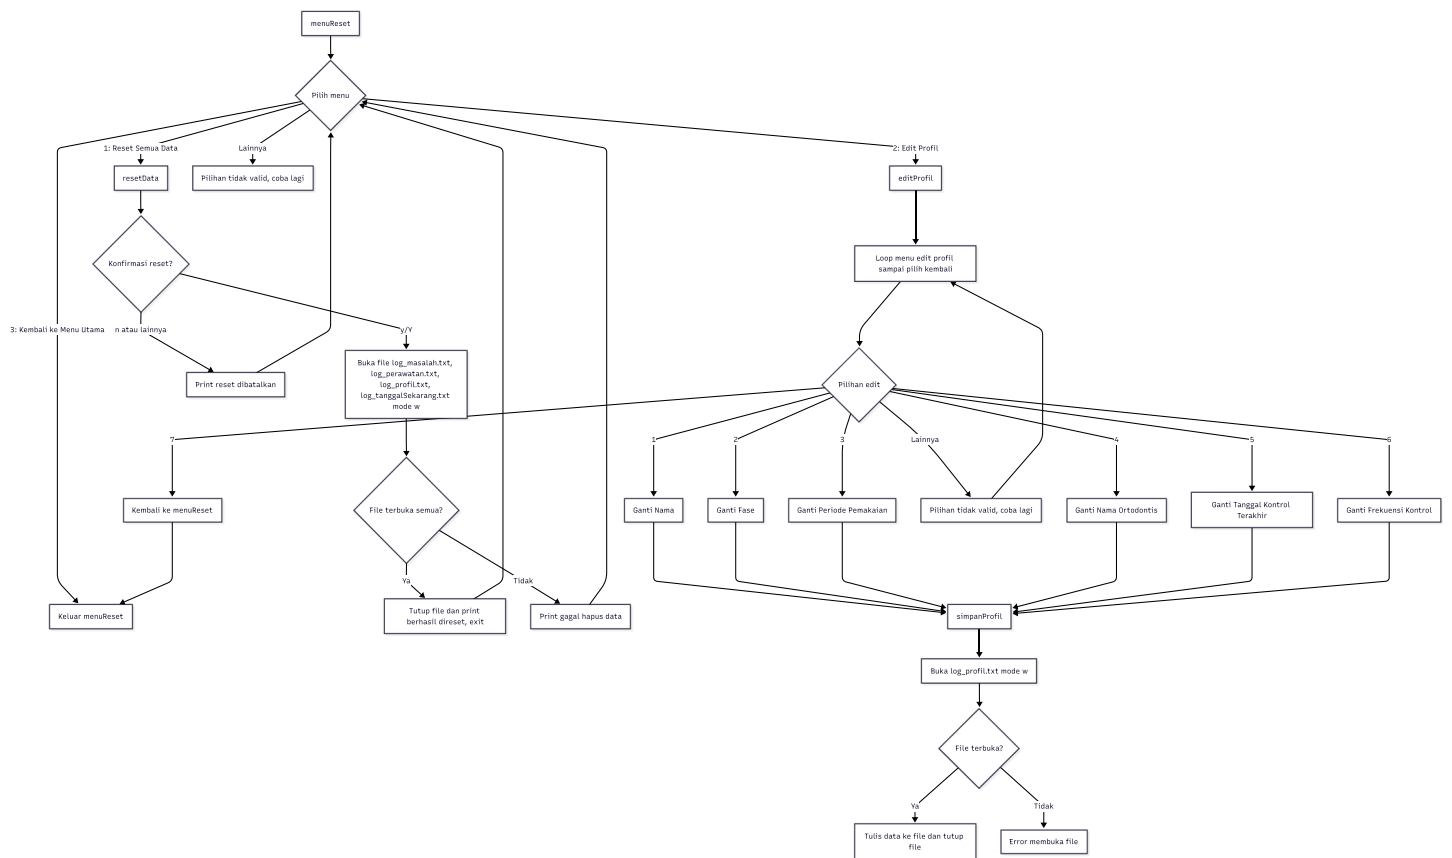 menuReset
Pilih menu
1: Reset Semua Data
Lainnya
2: Edit Profil
resetData
Pilihan tidak valid, coba lagi
editProfil
Konfirmasi reset?
Loop menu edit profil
sampai pilih kembali
3: Kembali ke Menu Utama
n atau lainnya
y/Y
Print reset dibatalkan
Buka file log_masalah.txt,
log_perawatan.txt,
log_profil.txt,
log_tanggalSekarang.txt
mode w
Pilihan edit
7
1
2
3
Lainnya
4
5
6
Kembali ke menuReset
File terbuka semua?
Ganti Nama
Ganti Fase
Ganti Periode Pemakaian
Pilihan tidak valid, coba lagi
Ganti Nama Ortodontis
Ganti Tanggal Kontrol
Terakhir
Ganti Frekuensi Kontrol
Ya
Tidak
Keluar menuReset
Tutup file dan print
berhasil direset, exit
Print gagal hapus data
simpanProfil
Buka log_profil.txt mode w
File terbuka?
Ya
Tidak
Tulis data ke file dan tutup
file
Error membuka file